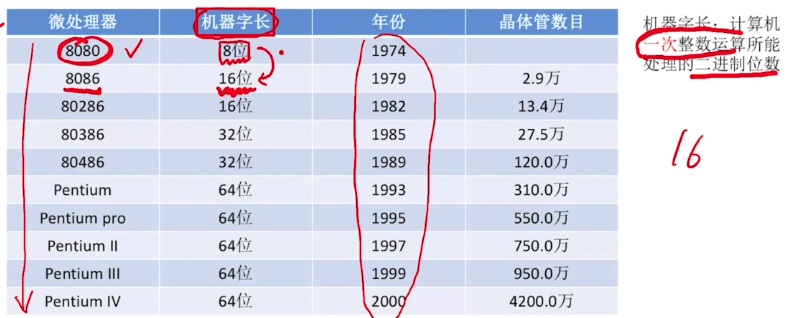 微处理器 机器字长 年份 晶体管数目
8080 8位 1974
8086 16位 1979 2.9万
80286 16位 1982 13.4万
80386 32位 1985 27.5万
80486 32位 1989 120.0万
Pentium 64位 1993 310.0万
Pentium pro 64位 1995 550.0万
Pentium II 64位 1997 750.0万
Pentium III 64位 1999 950.0万
Pentium IV 64位 2000 4200.0万
机器字长：计算机
一次整数运算所能
处理的二进制位数
16